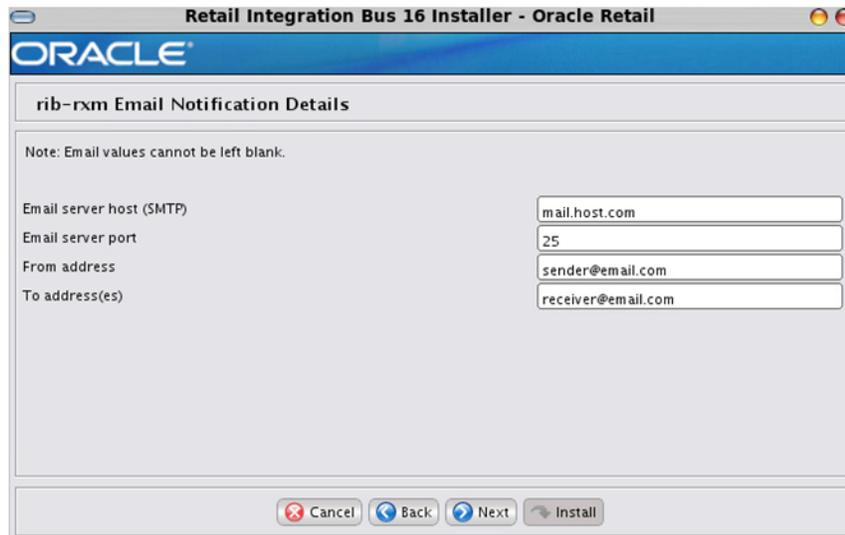 Retail Integration Bus 16 Installer - Oracle Retail
ORACLE
rib-rxm Email Notification Details
Note: Email values cannot be left blank.
Email server host (SMTP) mail.host.com
Email server port 25
From address sender@email.com
To address(es) receiver@email.com
Cancel Back Next Install